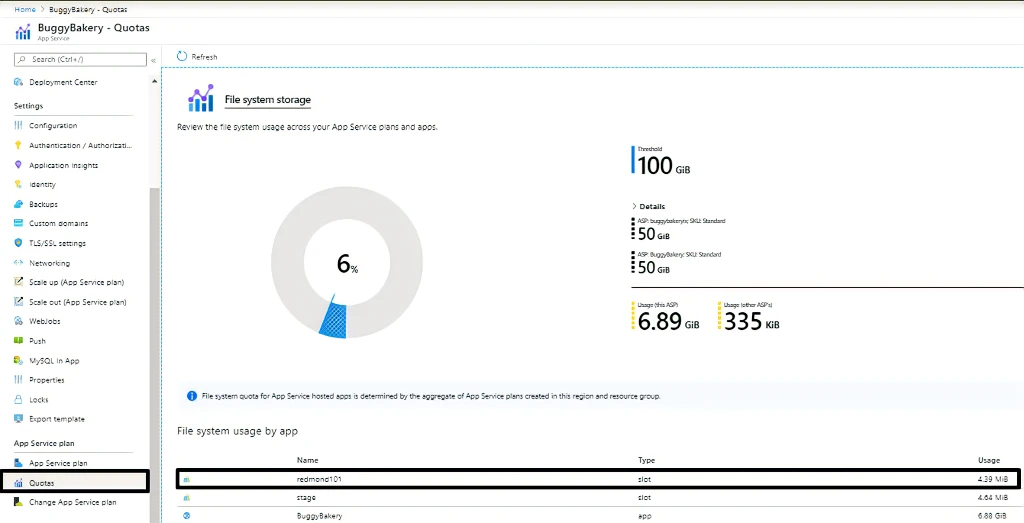 Home > BuggyBakery - Quotas
BuggyBakery - Quotas
App Service
Search (Ctrl+/)
«
Deployment Center
Settings
Configuration
Authentication / Authorizati...
Application Insights
Identity
Backups
Custom domains
TLS/SSL settings
Networking
Scale up (App Service plan)
Scale out (App Service plan)
WebJobs
Push
MySQL In App
Properties
Locks
Export template
App Service plan
App Service plan
Quotas
Change App Service plan
Refresh
File system storage
Review the file system usage across your App Service plans and apps.
6%
Threshold
100 GiB
> Details
ASP: buggybakeryis; SKU: Standard
50 GiB
ASP: BuggyBakery; SKU: Standard
50 GiB
Usage (this ASP)
6.89 GiB
Usage (other ASPs)
335 KiB
File system quota for App Service hosted apps is determined by the aggregate of App Service plans created in this region and resource group.
File system usage by app
Name Type Usage
redmond101 slot 4.39 MiB
stage slot 4.64 MiB
BuggyBakery app 6.88 GiB